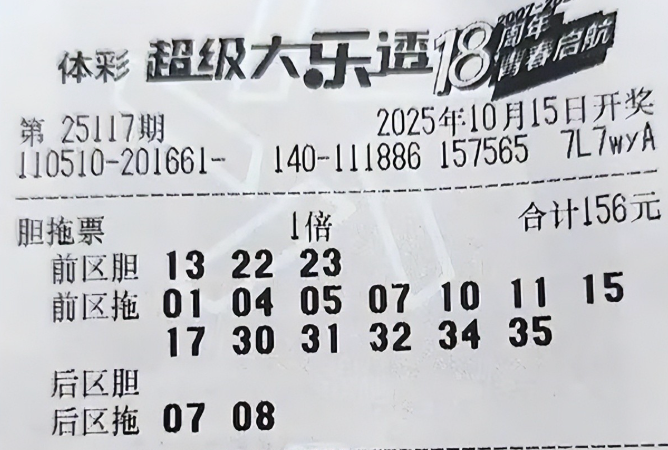 体彩 超级大乐透 18周年 2007-20
青春启航
第 25117期 2025年10月15日开奖
110510-201661- 140-111886 157565 7L7wyA
胆拖票 1倍 合计156元
前区胆 13 22 23
前区拖 01 04 05 07 10 11 15
17 30 31 32 34 35
后区胆
后区拖 07 08